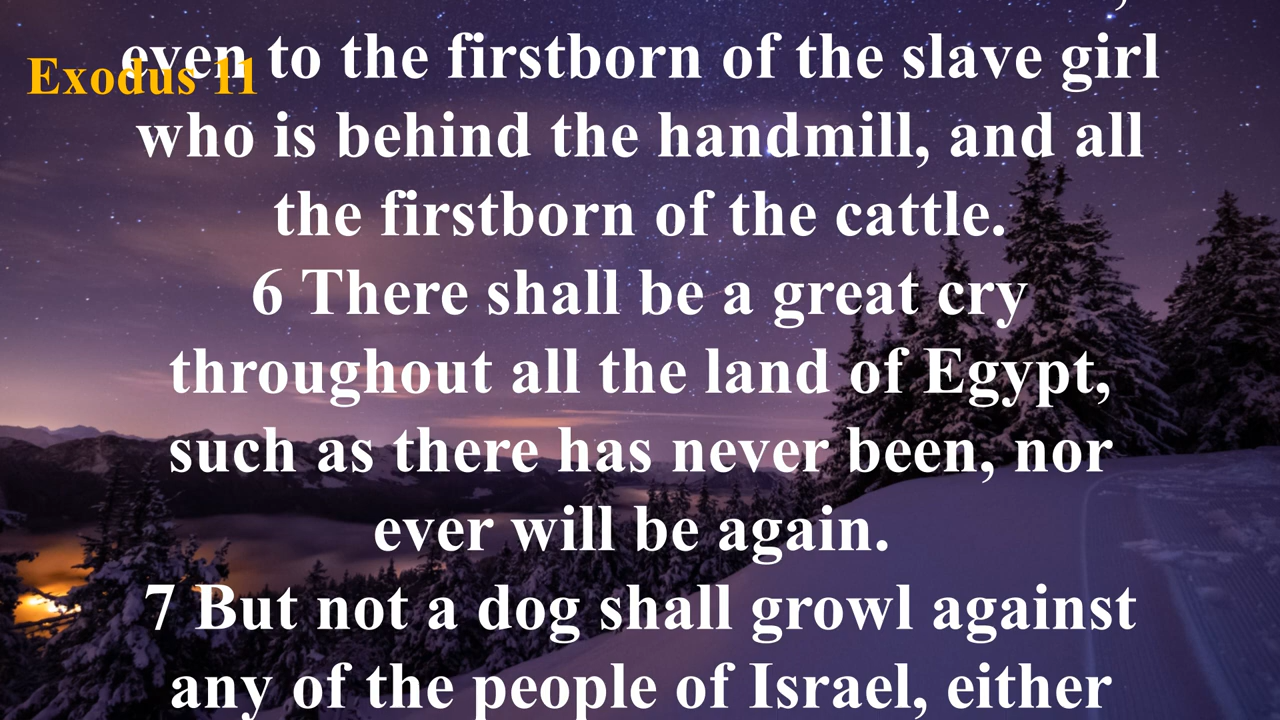 Exodus 11
even to the firstborn of the slave girl
who is behind the handmill, and all
the firstborn of the cattle.
6 There shall be a great cry
throughout all the land of Egypt,
such as there has never been, nor
ever will be again.
7 But not a dog shall growl against
any of the people of Israel, either